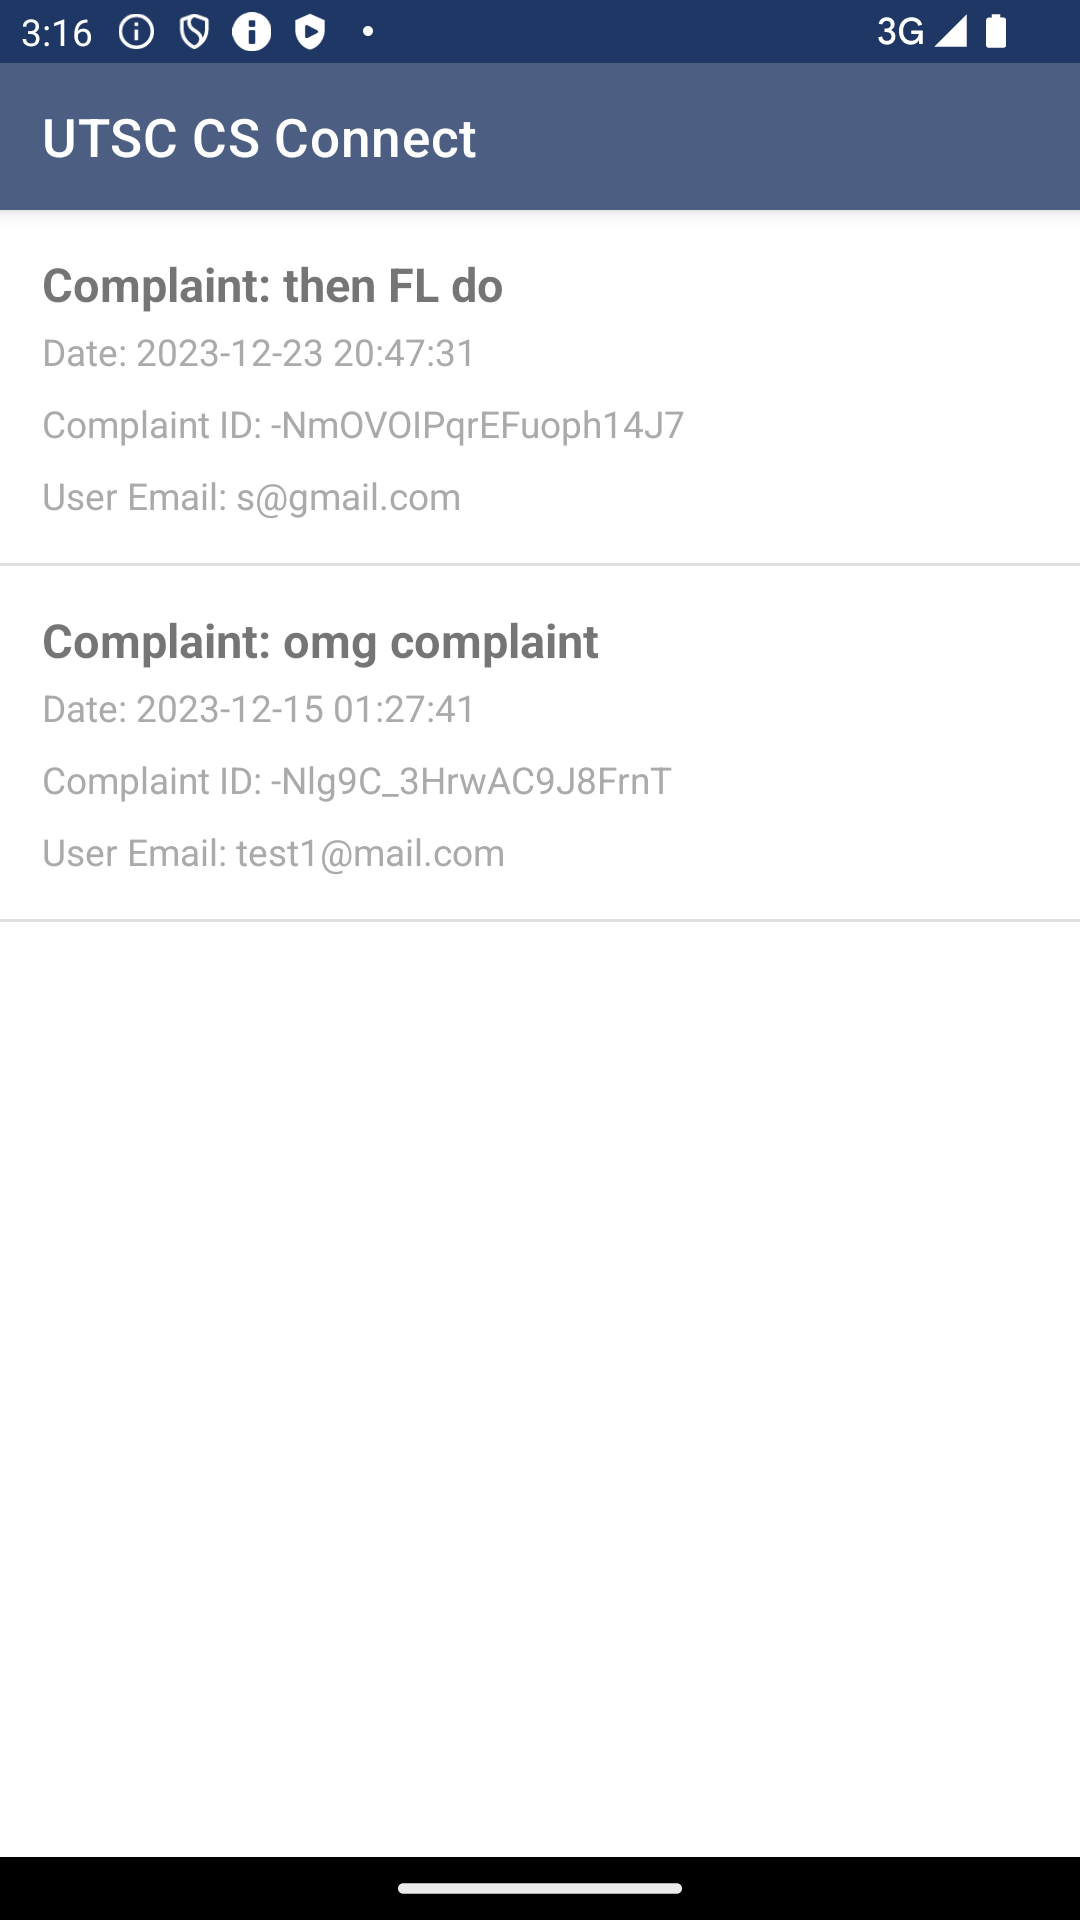 3:16
3G
UTSC CS Connect
Complaint: then FL do
Date: 2023-12-23 20:47:31
Complaint ID: -NmOVOIPqrEFuoph14J7
User Email: s@gmail.com
Complaint: omg complaint
Date: 2023-12-15 01:27:41
Complaint ID: -Nlg9C_3HrwAC9J8FrnT
User Email: test1@mail.com